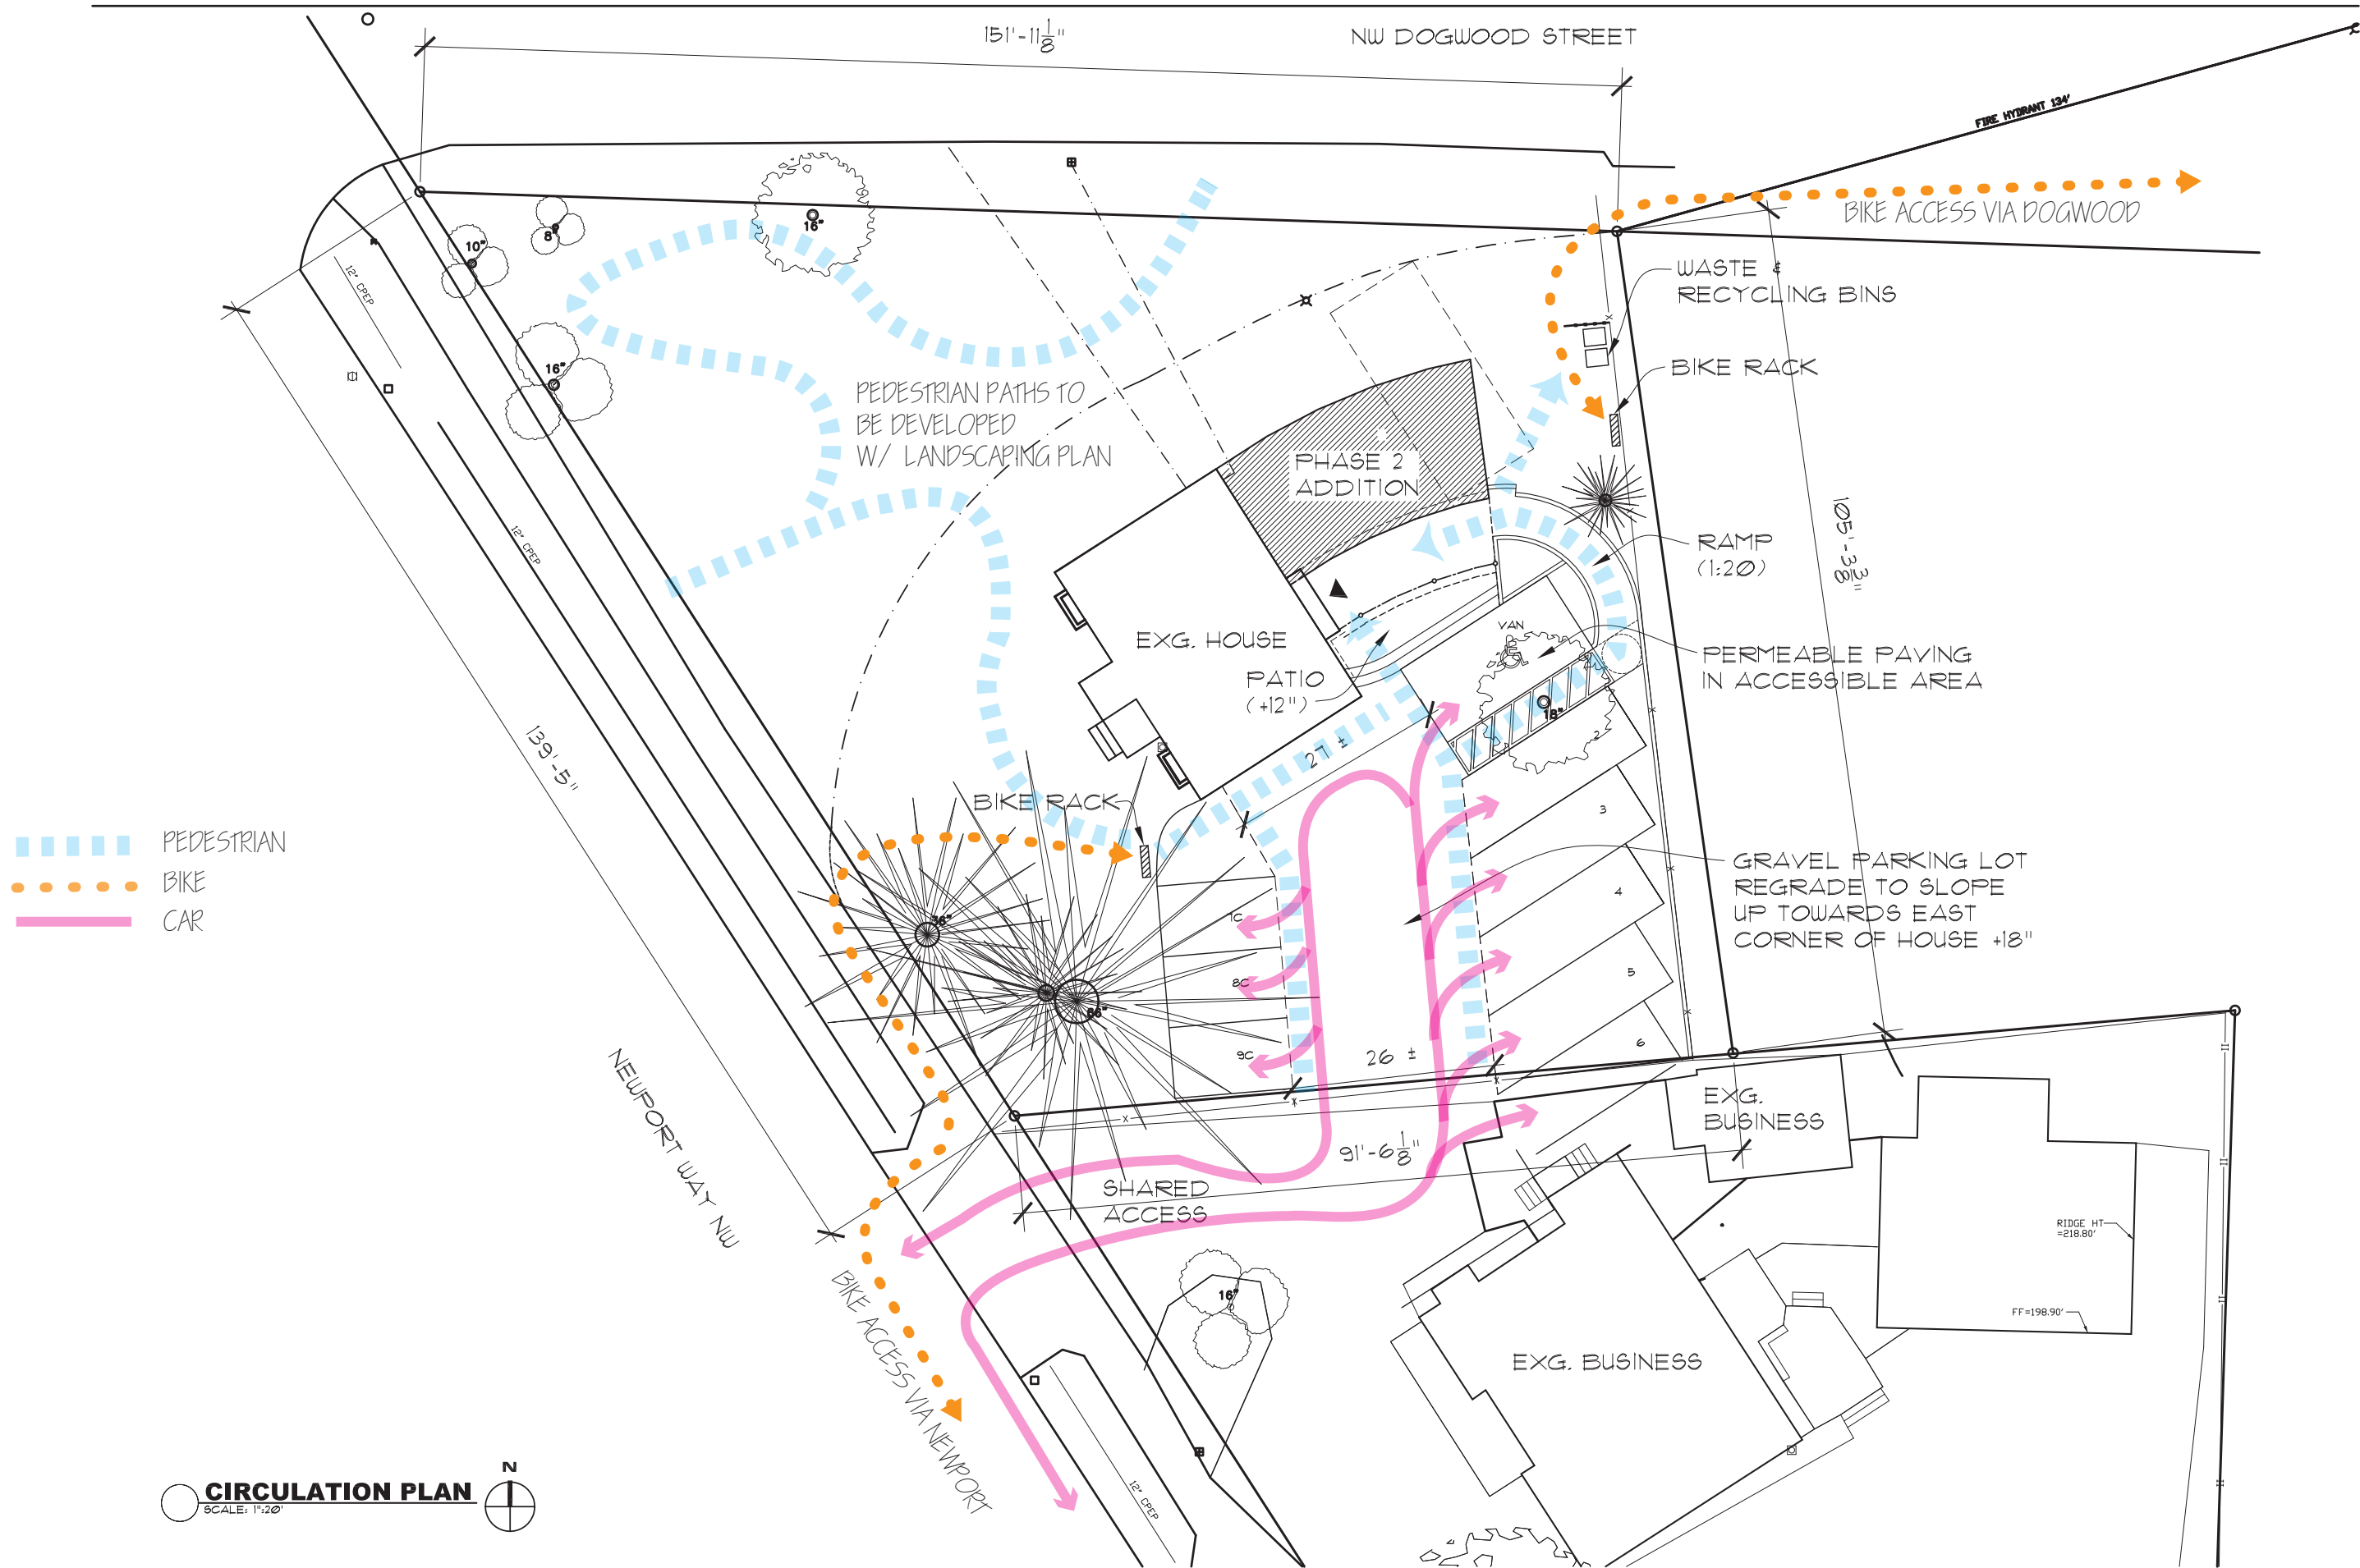 151'-11 1/8"
NW DOGWOOD STREET
FIRE HYDRANT 134'
BIKE ACCESS VIA DOGWOOD
16"
8"
10"
12" CPEP
WASTE &
RECYCLING BINS
16"
BIKE RACK
PEDESTRIAN PATHS TO
BE DEVELOPED
W/ LANDSCAPING PLAN
PHASE 2
ADDITION
12" CPEP
105'-3 3/8"
RAMP
(1:20)
VAN
EXG. HOUSE
PERMEABLE PAVING
IN ACCESSIBLE AREA
PATIO
(+12")
18"
2
27 ±
139'-5"
BIKE RACK
3
PEDESTRIAN
BIKE
CAR
GRAVEL PARKING LOT
REGRADE TO SLOPE
UP TOWARDS EAST
CORNER OF HOUSE +18"
4
36"
7C
5
8C
66"
6
9C
26 ±
NEWPORT WAY NW
EXG.
BUSINESS
91'-6 1/8"
SHARED
ACCESS
RIDGE HT
=218.80'
16"
FF=198.90'
BIKE ACCESS VIA NEWPORT
EXG. BUSINESS
12" CPEP
N
CIRCULATION PLAN
SCALE: 1":20'